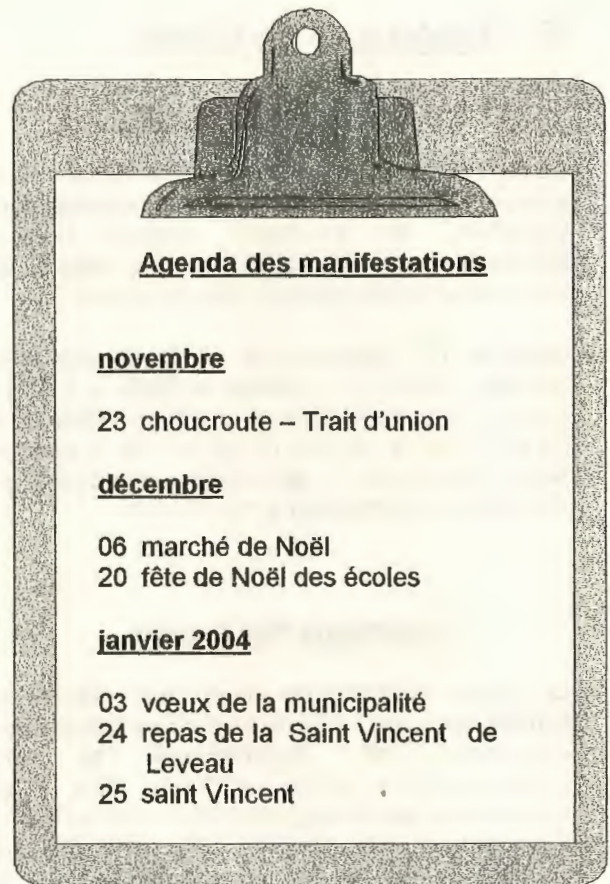 Agenda des manifestations
novembre
23 choucroute – Trait d'union
décembre
06 marché de Noël
20 fête de Noël des écoles
janvier 2004
03 vœux de la municipalité
24 repas de la Saint Vincent de
Leveau
25 saint Vincent